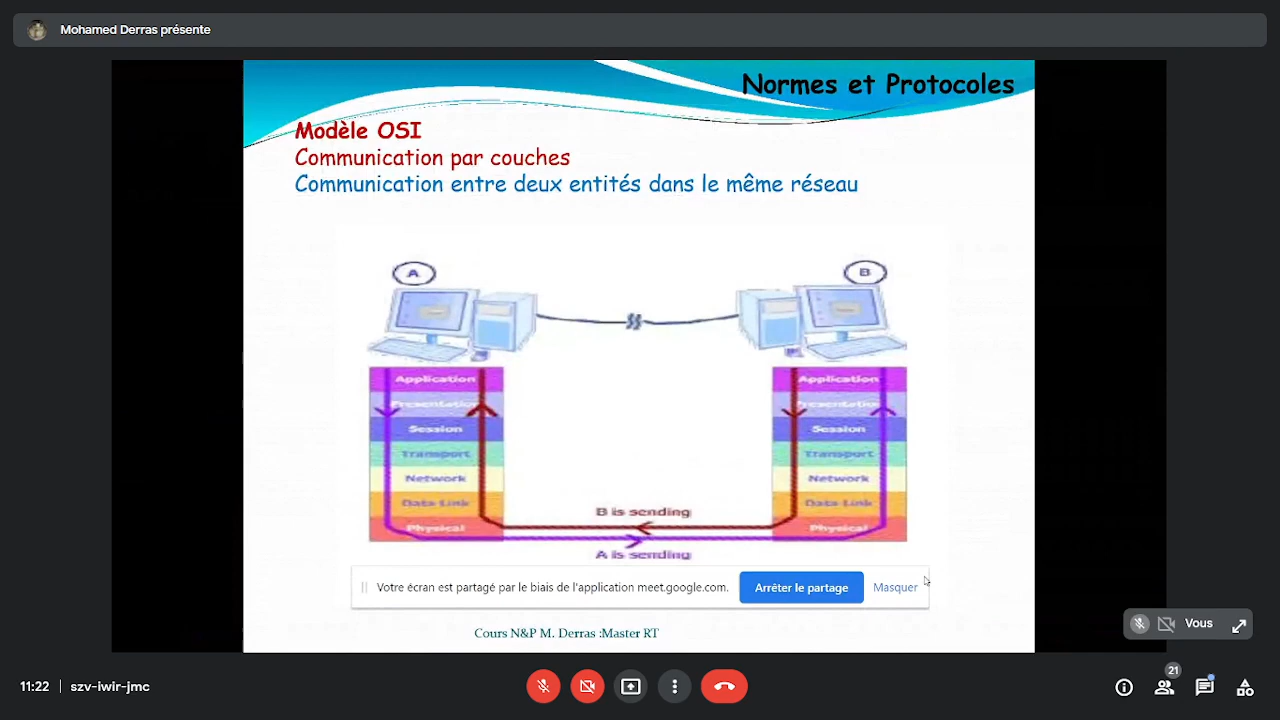 Mohamed Derras présente
Normes et Protocoles
Modèle OSI
Communication par couches
Communication entre deux entités dans le même réseau
A
B
Application
Presentation
Session
Transport
Network
Data Link
Physical
Application
Presentation
Session
Transport
Network
Data Link
Physical
B is sending
A is sending
Votre écran est partagé par le biais de l'application meet.google.com.
Arrêter le partage
Masquer
Cours N&P M. Derras :Master RT
Vous
11:22 | szv-iwir-jmc
21